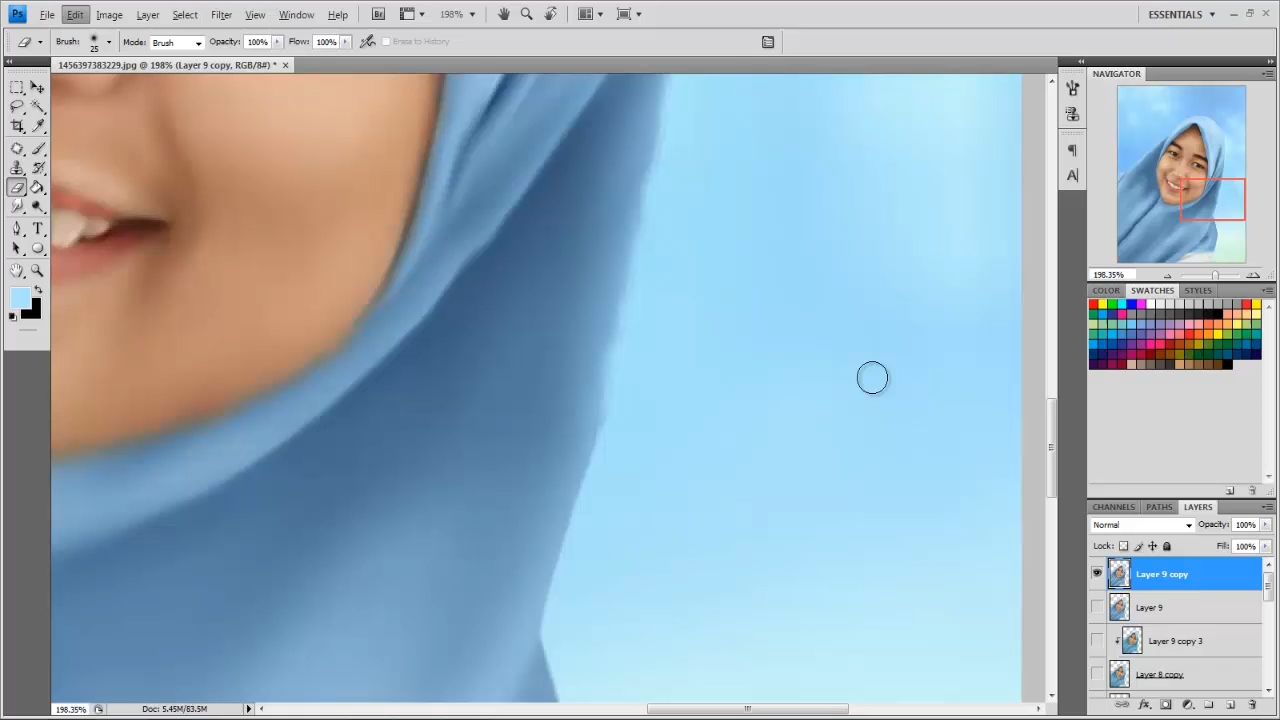 Ps File Edit Image Layer Select Filter View Window Help Br 198% ESSENTIALS
Brush: 25 Mode: Brush Opacity: 100% Flow: 100% Erase to History
1456397383229.jpg @ 198% (Layer 9 copy, RGB/8#) *
NAVIGATOR
198.35%
COLOR SWATCHES STYLES
CHANNELS PATHS LAYERS
Normal Opacity: 100%
Lock: Fill: 100%
Layer 9 copy
Layer 9
Layer 9 copy 3
Layer 8 copy
198.35% Doc: 5.45M/83.5M